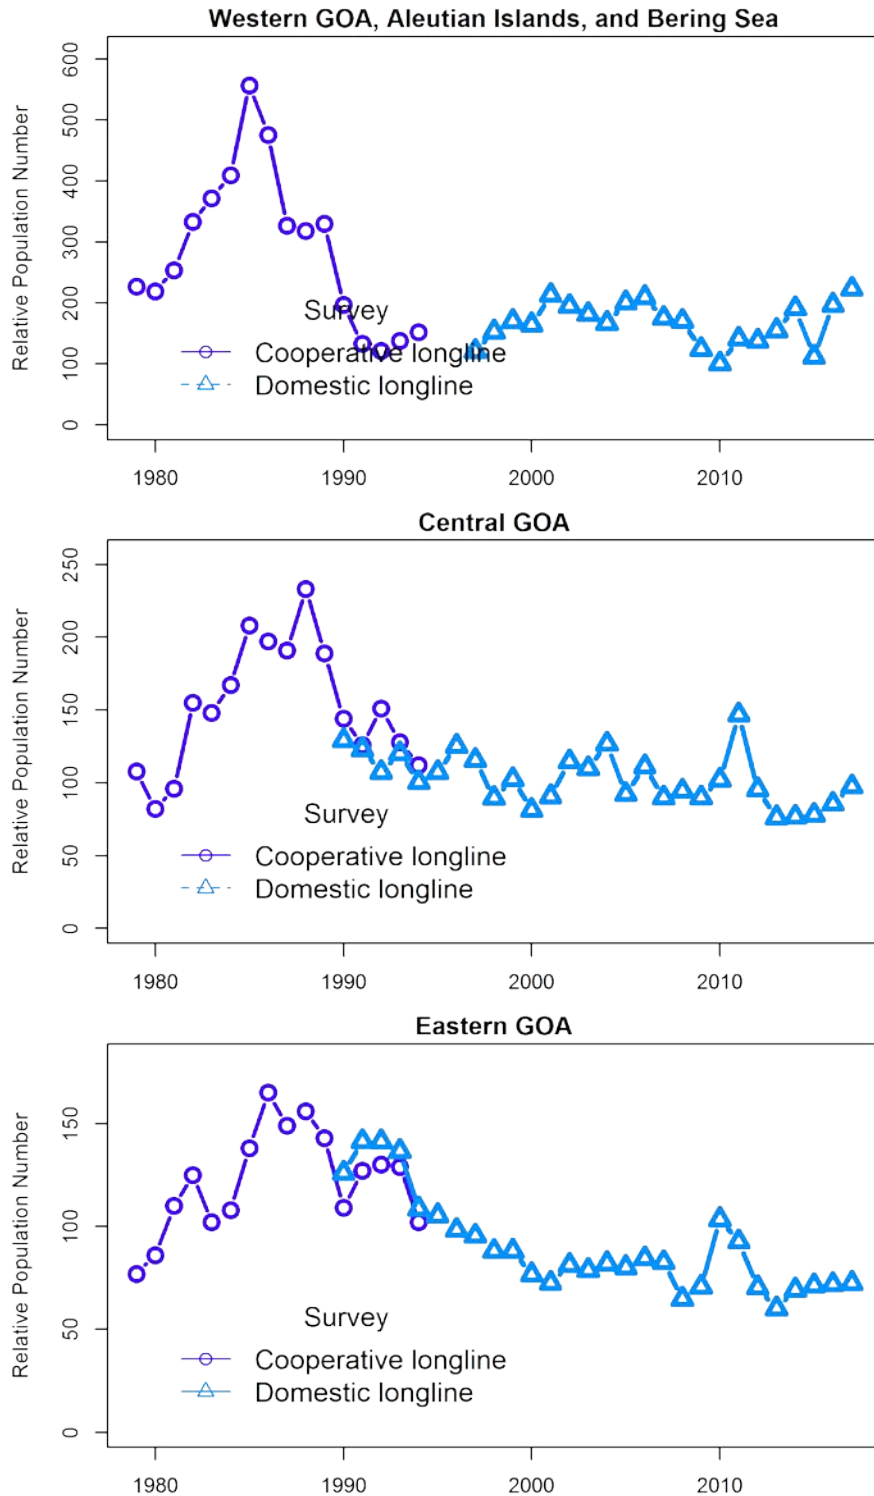 Western GOA, Aleutian Islands, and Bering Sea
Relative Population Number
600
500
400
300
200
100
0
Survey
Cooperative longline
Domestic longline
1980 1990 2000 2010
Central GOA
Relative Population Number
250
200
150
100
50
0
Survey
Cooperative longline
Domestic longline
1980 1990 2000 2010
Eastern GOA
Relative Population Number
150
100
50
0
Survey
Cooperative longline
Domestic longline
1980 1990 2000 2010